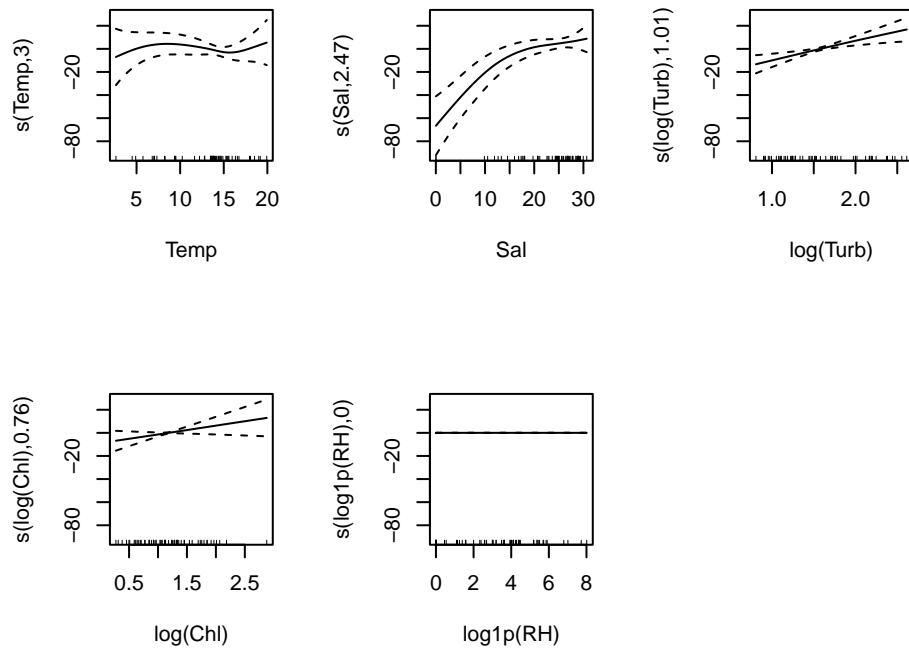 s(Temp,3)
−80
−20
5
10
15
20
Temp
s(Sal,2.47)
−80
−20
0
5
10
20
30
Sal
s(log(Turb),1.01)
−80
−20
1.0
2.0
log(Turb)
s(log(Chl),0.76)
−80
−20
0.5
1.5
2.5
log(Chl)
s(log1p(RH),0)
−80
−20
0
2
4
6
8
log1p(RH)